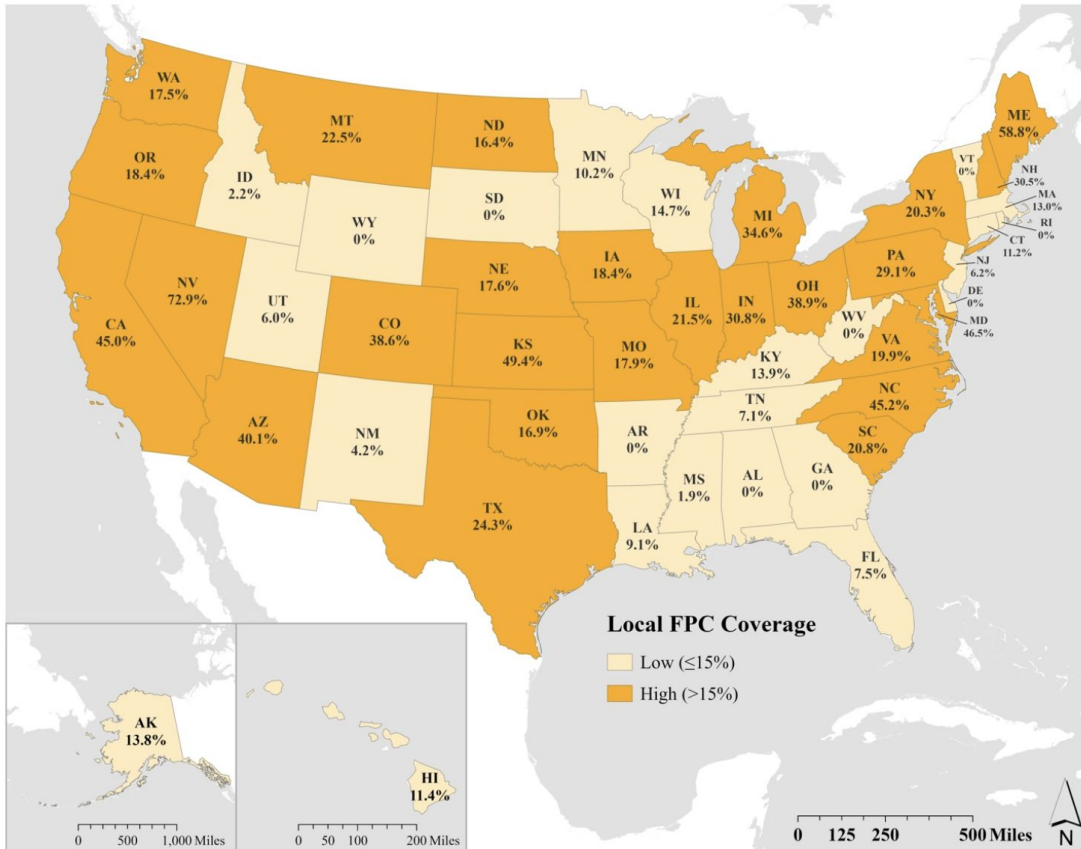 WA
17.5%
MT
22.5%
ND
16.4%
MN
10.2%
ME
58.8%
OR
18.4%
ID
2.2%
SD
0%
WI
14.7%
VT
0%
NH
30.5%
MA
13.0%
RI
0%
CT
11.2%
NY
20.3%
MI
34.6%
WY
0%
NE
17.6%
IA
18.4%
PA
29.1%
NJ
6.2%
DE
0%
MD
46.5%
NV
72.9%
UT
6.0%
CO
38.6%
IL
21.5%
IN
30.8%
OH
38.9%
WV
0%
VA
19.9%
CA
45.0%
KS
49.4%
MO
17.9%
KY
13.9%
NC
45.2%
TN
7.1%
AZ
40.1%
NM
4.2%
OK
16.9%
AR
0%
SC
20.8%
MS
1.9%
AL
0%
GA
0%
TX
24.3%
LA
9.1%
FL
7.5%
Local FPC Coverage
Low (≤15%)
High (>15%)
AK
13.8%
HI
11.4%
0 500 1,000 Miles
0 50 100 200 Miles
0 125 250 500 Miles
N